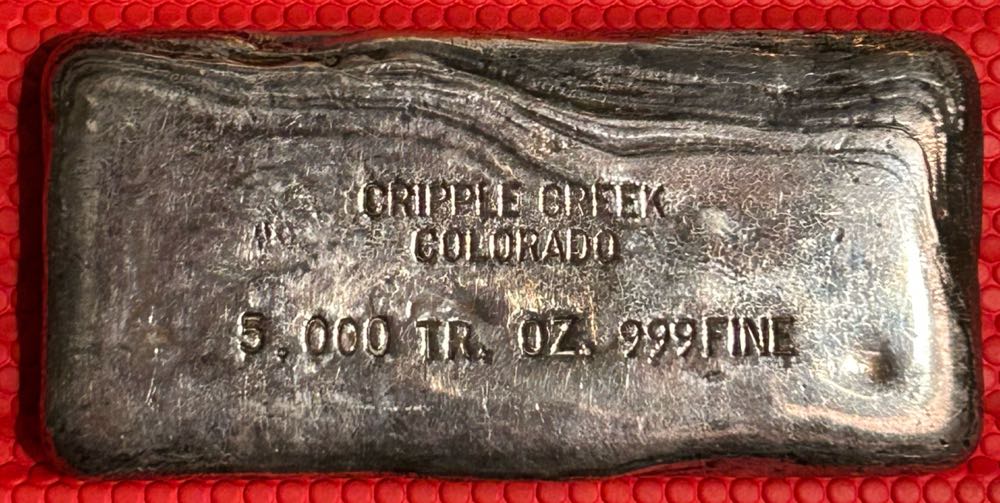 CRIPPLE CREEK
COLORADO
5.000 TR. OZ. 999FINE